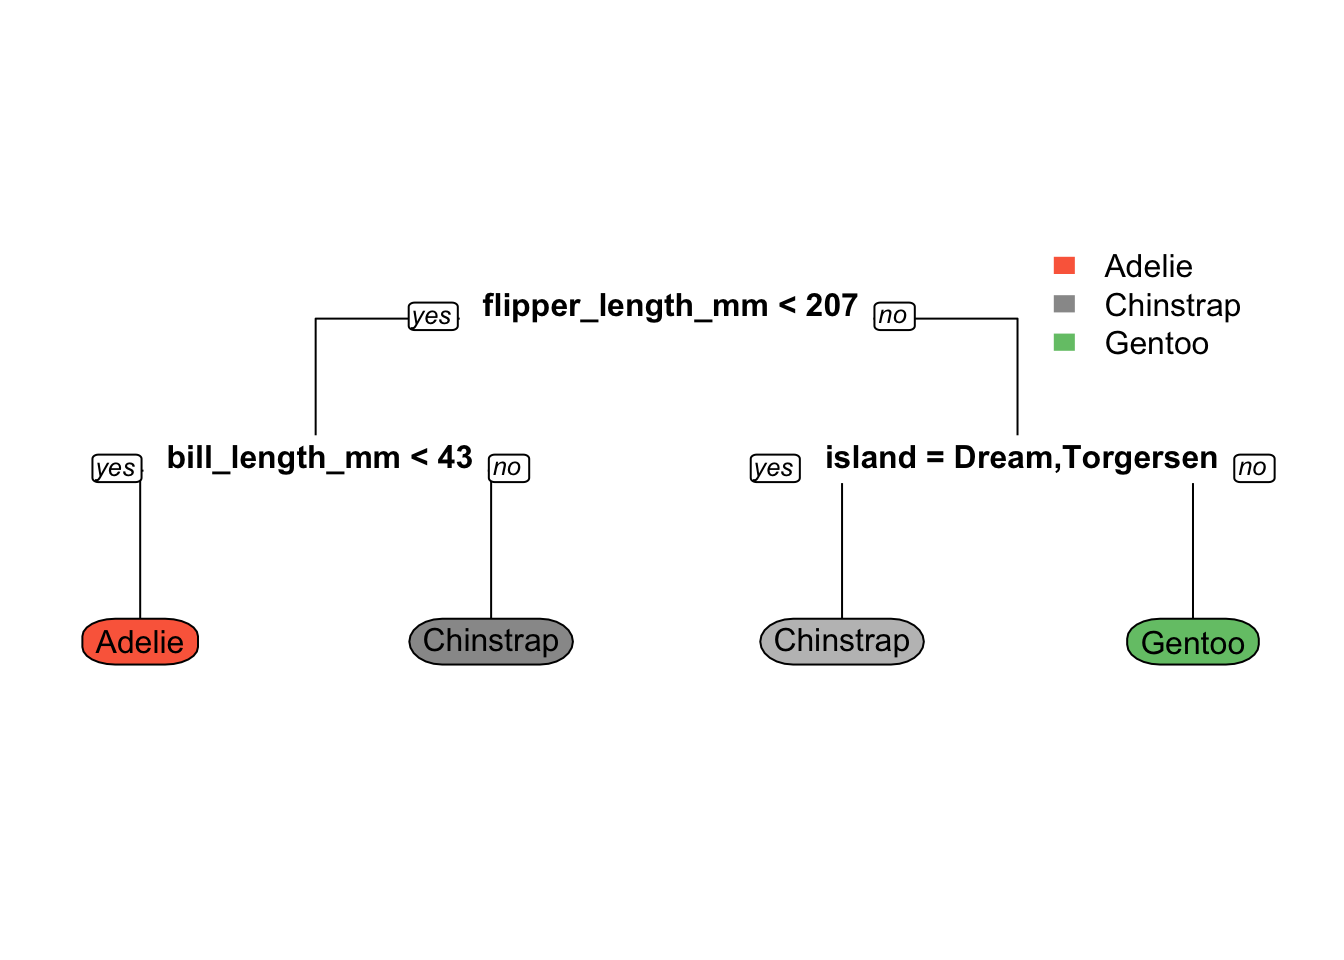 Adelie
Chinstrap
Gentoo
yes flipper_length_mm < 207 no
yes bill_length_mm < 43 no
yes island = Dream,Torgersen no
Adelie
Chinstrap
Chinstrap
Gentoo